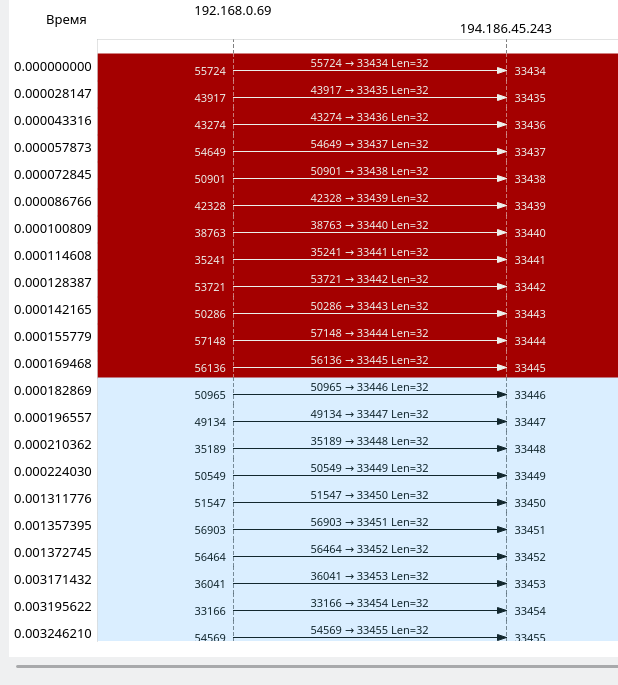 192.168.0.69
Время
194.186.45.243
0.000000000 55724 55724 → 33434 Len=32 33434
0.000028147 43917 43917 → 33435 Len=32 33435
0.000043316 43274 43274 → 33436 Len=32 33436
0.000057873 54649 54649 → 33437 Len=32 33437
0.000072845 50901 50901 → 33438 Len=32 33438
0.000086766 42328 42328 → 33439 Len=32 33439
0.000100809 38763 38763 → 33440 Len=32 33440
0.000114608 35241 35241 → 33441 Len=32 33441
0.000128387 53721 53721 → 33442 Len=32 33442
0.000142165 50286 50286 → 33443 Len=32 33443
0.000155779 57148 57148 → 33444 Len=32 33444
0.000169468 56136 56136 → 33445 Len=32 33445
0.000182869 50965 50965 → 33446 Len=32 33446
0.000196557 49134 49134 → 33447 Len=32 33447
0.000210362 35189 35189 → 33448 Len=32 33448
0.000224030 50549 50549 → 33449 Len=32 33449
0.001311776 51547 51547 → 33450 Len=32 33450
0.001357395 56903 56903 → 33451 Len=32 33451
0.001372745 56464 56464 → 33452 Len=32 33452
0.003171432 36041 36041 → 33453 Len=32 33453
0.003195622 33166 33166 → 33454 Len=32 33454
0.003246210 54569 54569 → 33455 Len=32 33455